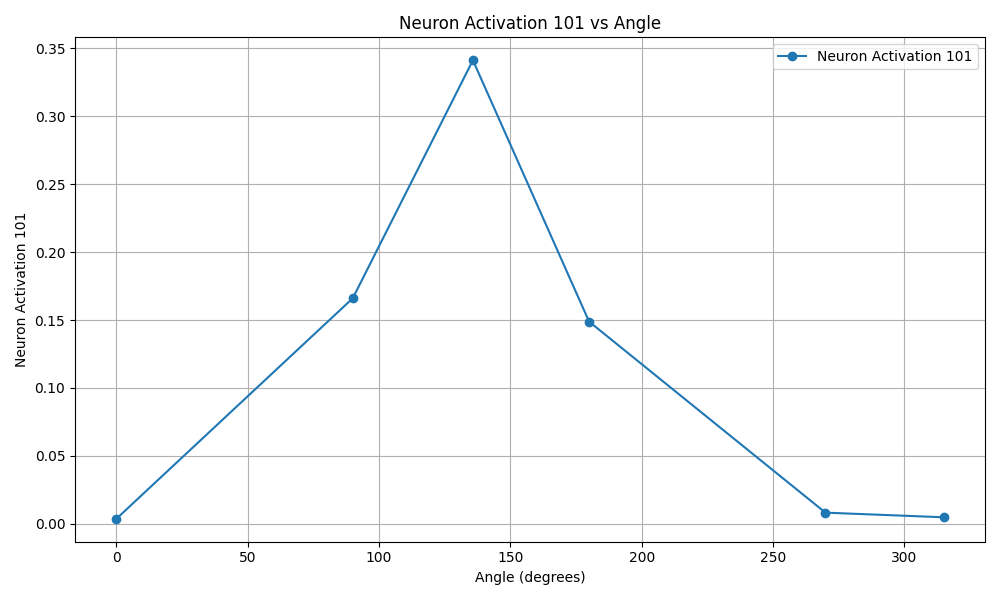 Neuron Activation 101 vs Angle
Neuron Activation 101
0.35
0.30
0.25
0.20
0.15
0.10
0.05
0.00
Neuron Activation 101
0 50 100 150 200 250 300
Angle (degrees)